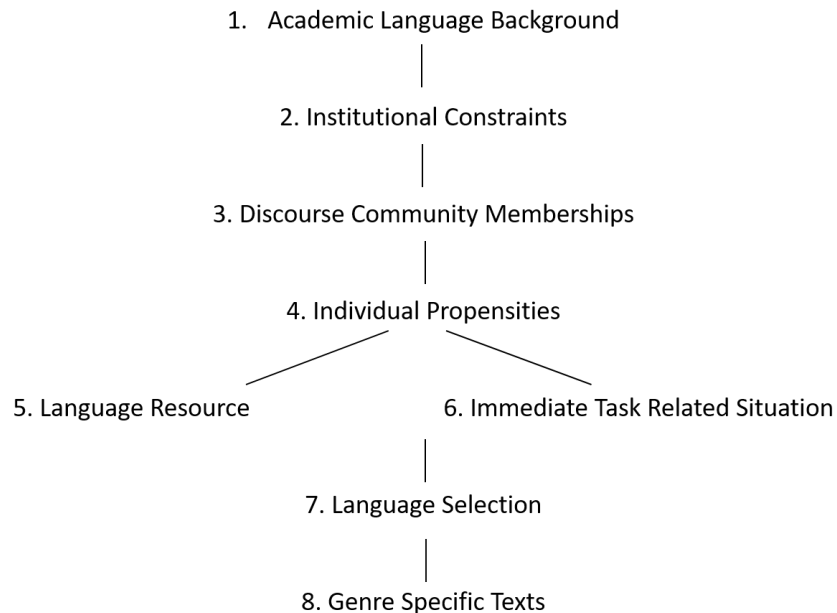 1. Academic Language Background
2. Institutional Constraints
3. Discourse Community Memberships
4. Individual Propensities
5. Language Resource
6. Immediate Task Related Situation
7. Language Selection
8. Genre Specific Texts